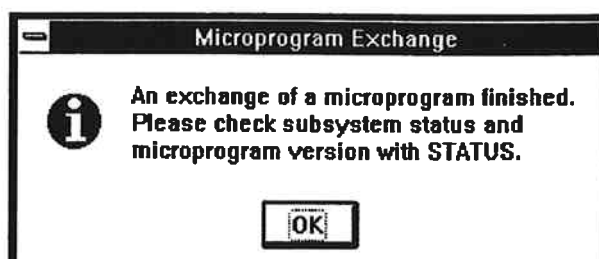 Microprogram Exchange
An exchange of a microprogram finished.
Please check subsystem status and
microprogram version with STATUS.
OK